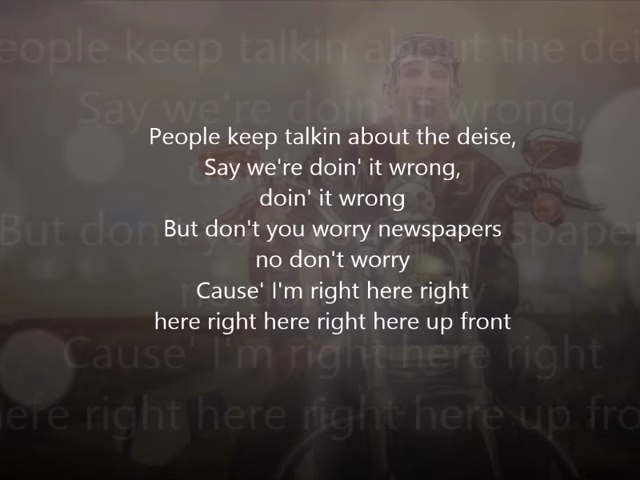 People keep talkin about the deise,
Say we're doin' it wrong,
doin' it wrong
But don't you worry newspapers
no don't worry
Cause' I'm right here right
here right here right here up front